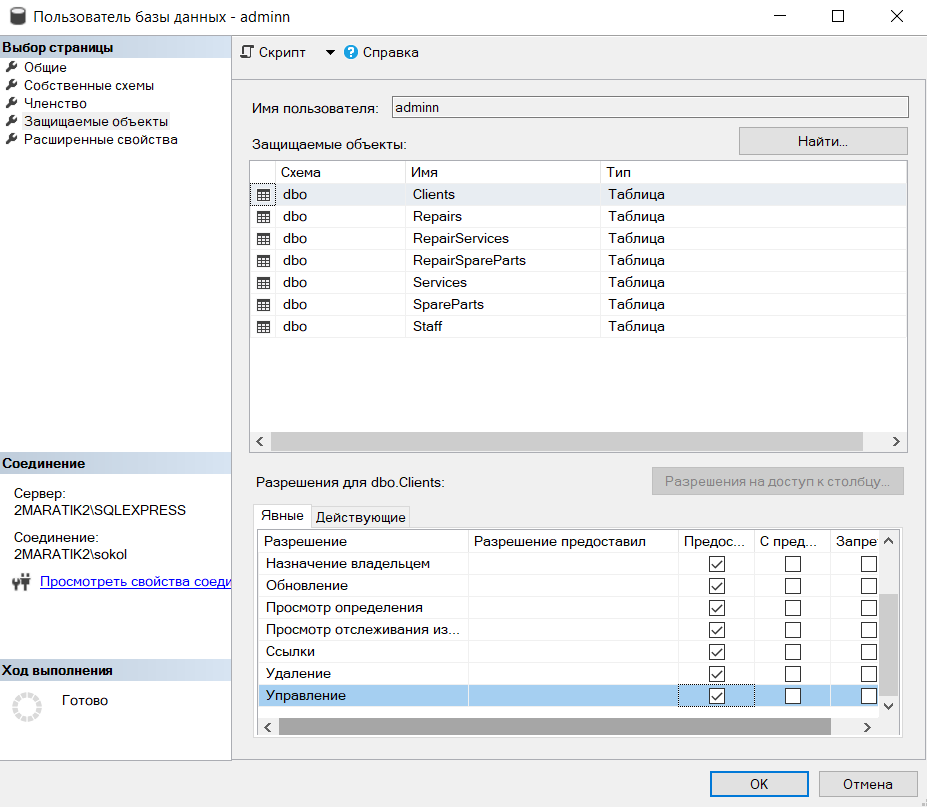 Пользователь базы данных - adminn
Выбор страницы
Общие
Собственные схемы
Членство
Защищаемые объекты
Расширенные свойства
Скрипт
Справка
Имя пользователя: adminn
Защищаемые объекты:
Найти...
Схема Имя Тип
dbo Clients Таблица
dbo Repairs Таблица
dbo RepairServices Таблица
dbo RepairSpareParts Таблица
dbo Services Таблица
dbo SpareParts Таблица
dbo Staff Таблица
Соединение
Сервер:
2MARATIK2\SQLEXPRESS
Соединение:
2MARATIK2\sokol
Просмотреть свойства соеди
Ход выполнения
Готово
Разрешения для dbo.Clients:
Разрешения на доступ к столбцу...
Явные Действующие
Разрешение Разрешение предоставил Предос... С пред... Запре
Назначение владельцем
Обновление
Просмотр определения
Просмотр отслеживания из...
Ссылки
Удаление
Управление
OK Отмена